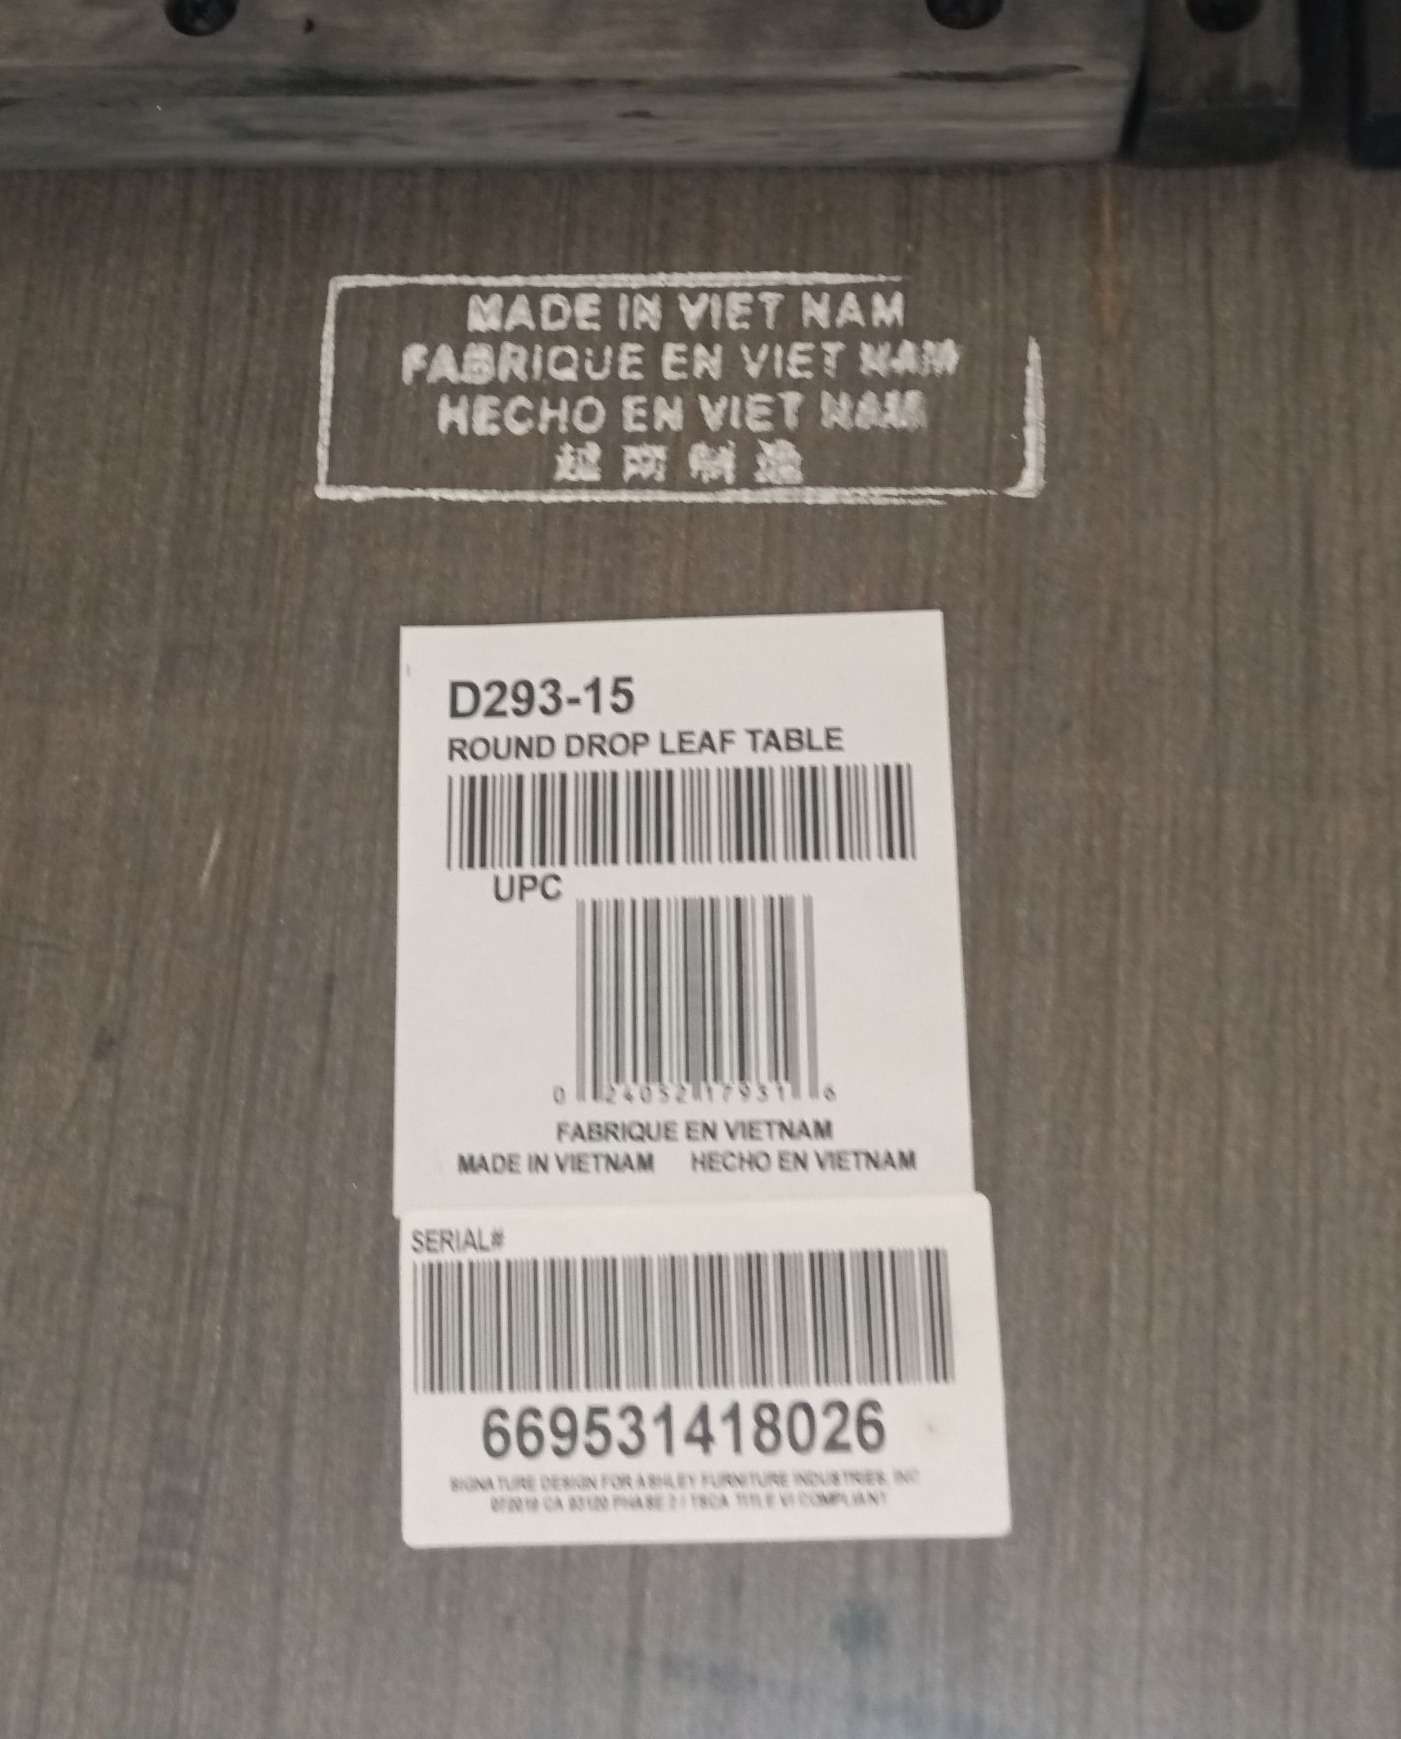 MADE IN VIET NAM
FABRIQUE EN VIET NAM
HECHO EN VIET NAM
越南制造
D293-15
ROUND DROP LEAF TABLE
UPC
0 24052 17931 6
FABRIQUE EN VIETNAM
MADE IN VIETNAM HECHO EN VIETNAM
SERIAL#
669531418026
SIGNATURE DESIGN FOR ASHLEY FURNITURE INDUSTRIES, INC
072018 CA 93120 PHASE 2 / TSCA TITLE VI COMPLIANT